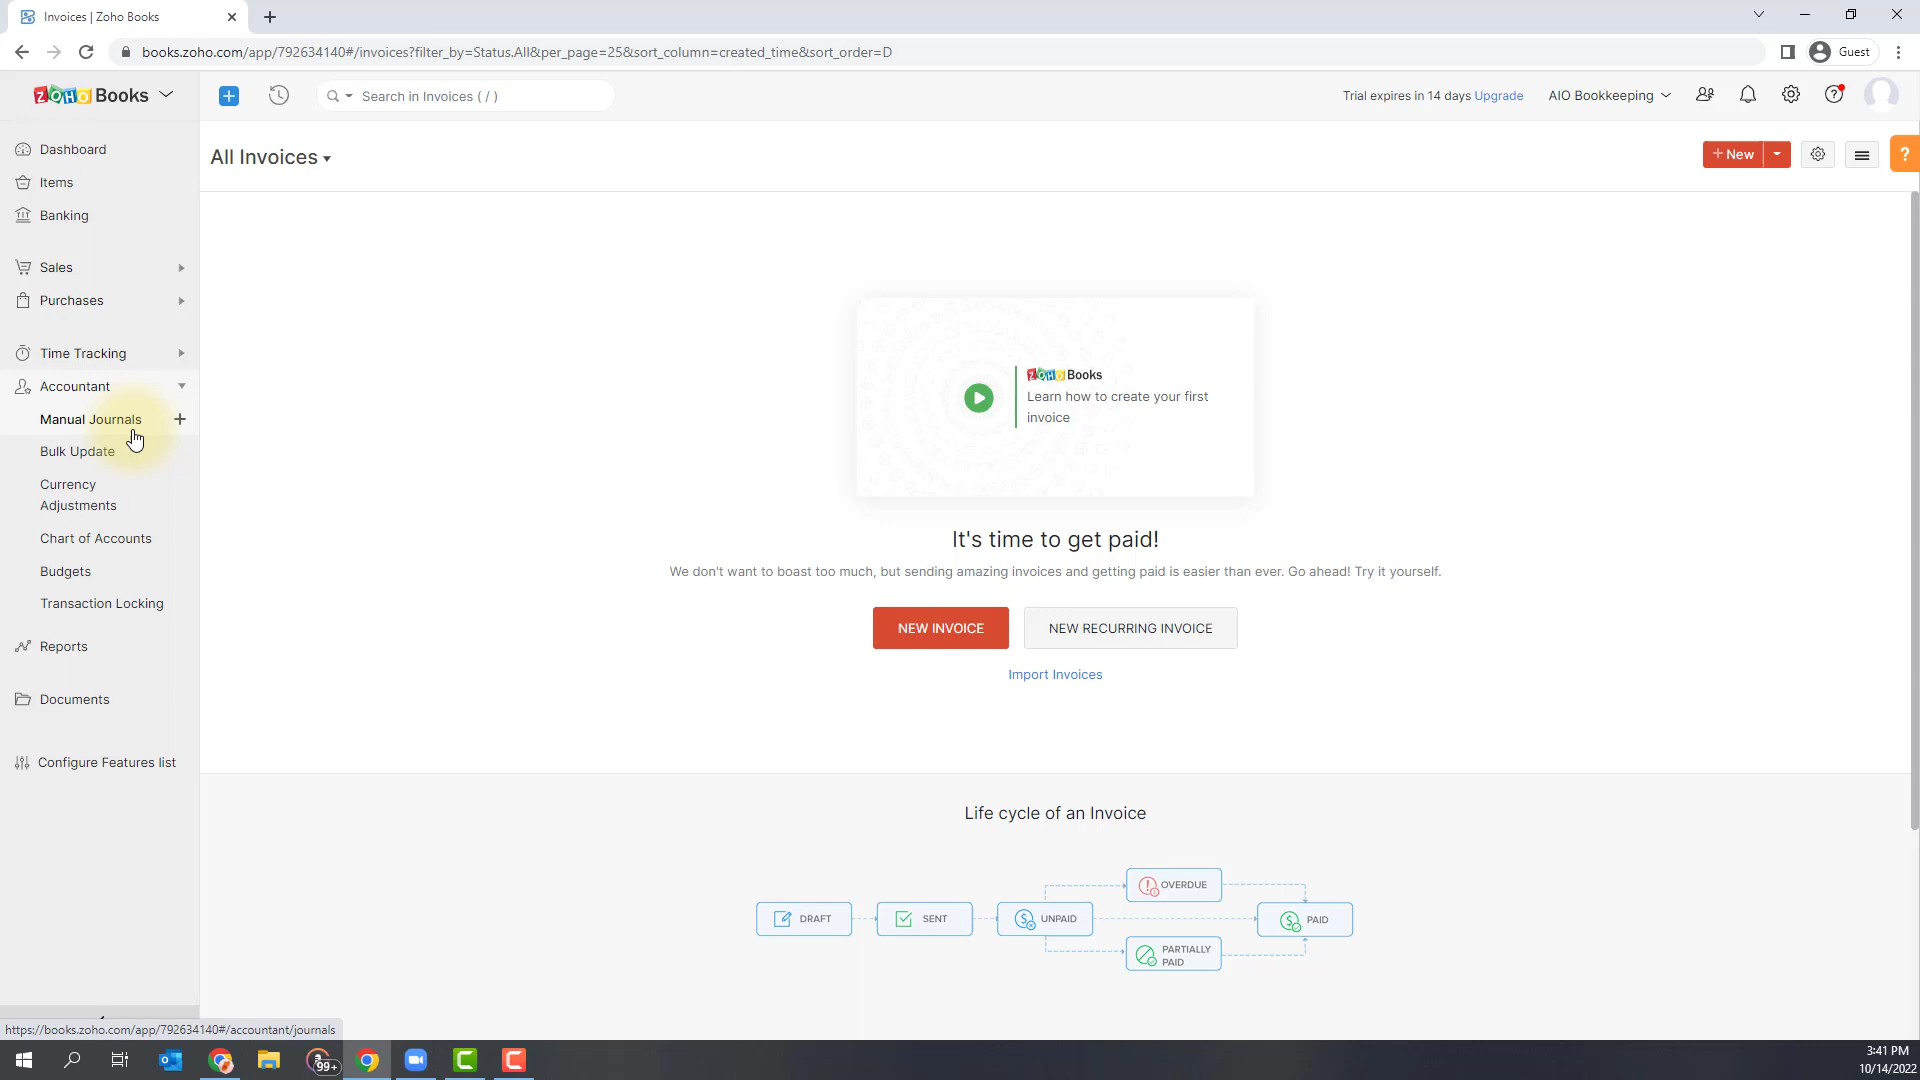 Invoices | Zoho Books
books.zoho.com/app/792634140#/invoices?filter_by=Status.All&per_page=25&sort_column=created_time&sort_order=D
Guest
ZOHO Books
Search in Invoices ( / )
Trial expires in 14 days Upgrade
AIO Bookkeeping
Dashboard
Items
Banking
Sales
Purchases
Time Tracking
Accountant
Manual Journals
Bulk Update
Currency
Adjustments
Chart of Accounts
Budgets
Transaction Locking
Reports
Documents
Configure Features list
All Invoices
+ New
?
ZOHO Books
Learn how to create your first
invoice
It's time to get paid!
We don't want to boast too much, but sending amazing invoices and getting paid is easier than ever. Go ahead! Try it yourself.
NEW INVOICE
NEW RECURRING INVOICE
Import Invoices
Life cycle of an Invoice
DRAFT
SENT
UNPAID
OVERDUE
PARTIALLY
PAID
PAID
https://books.zoho.com/app/792634140#/accountant/journals
99+
3:41 PM
10/14/2022